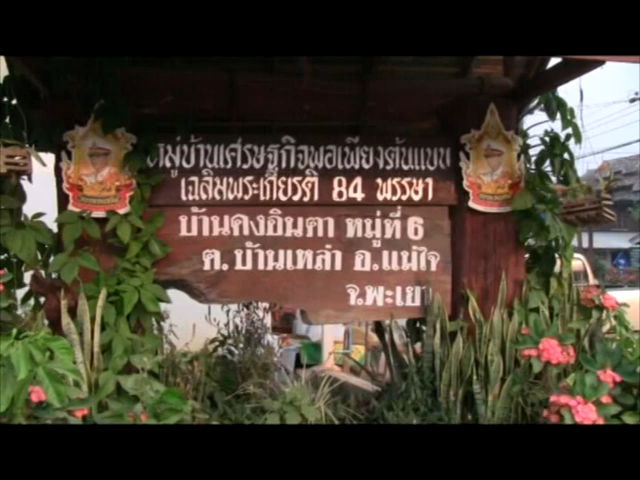 หมู่บ้านเศรษฐกิจพอเพียงต้นแบบ
เฉลิมพระเกียรติ 84 พรรษา
บ้านดงอินตา หมู่ที่ 6
ต.บ้านเหล่า อ.แม่ใจ
จ.พะเยา